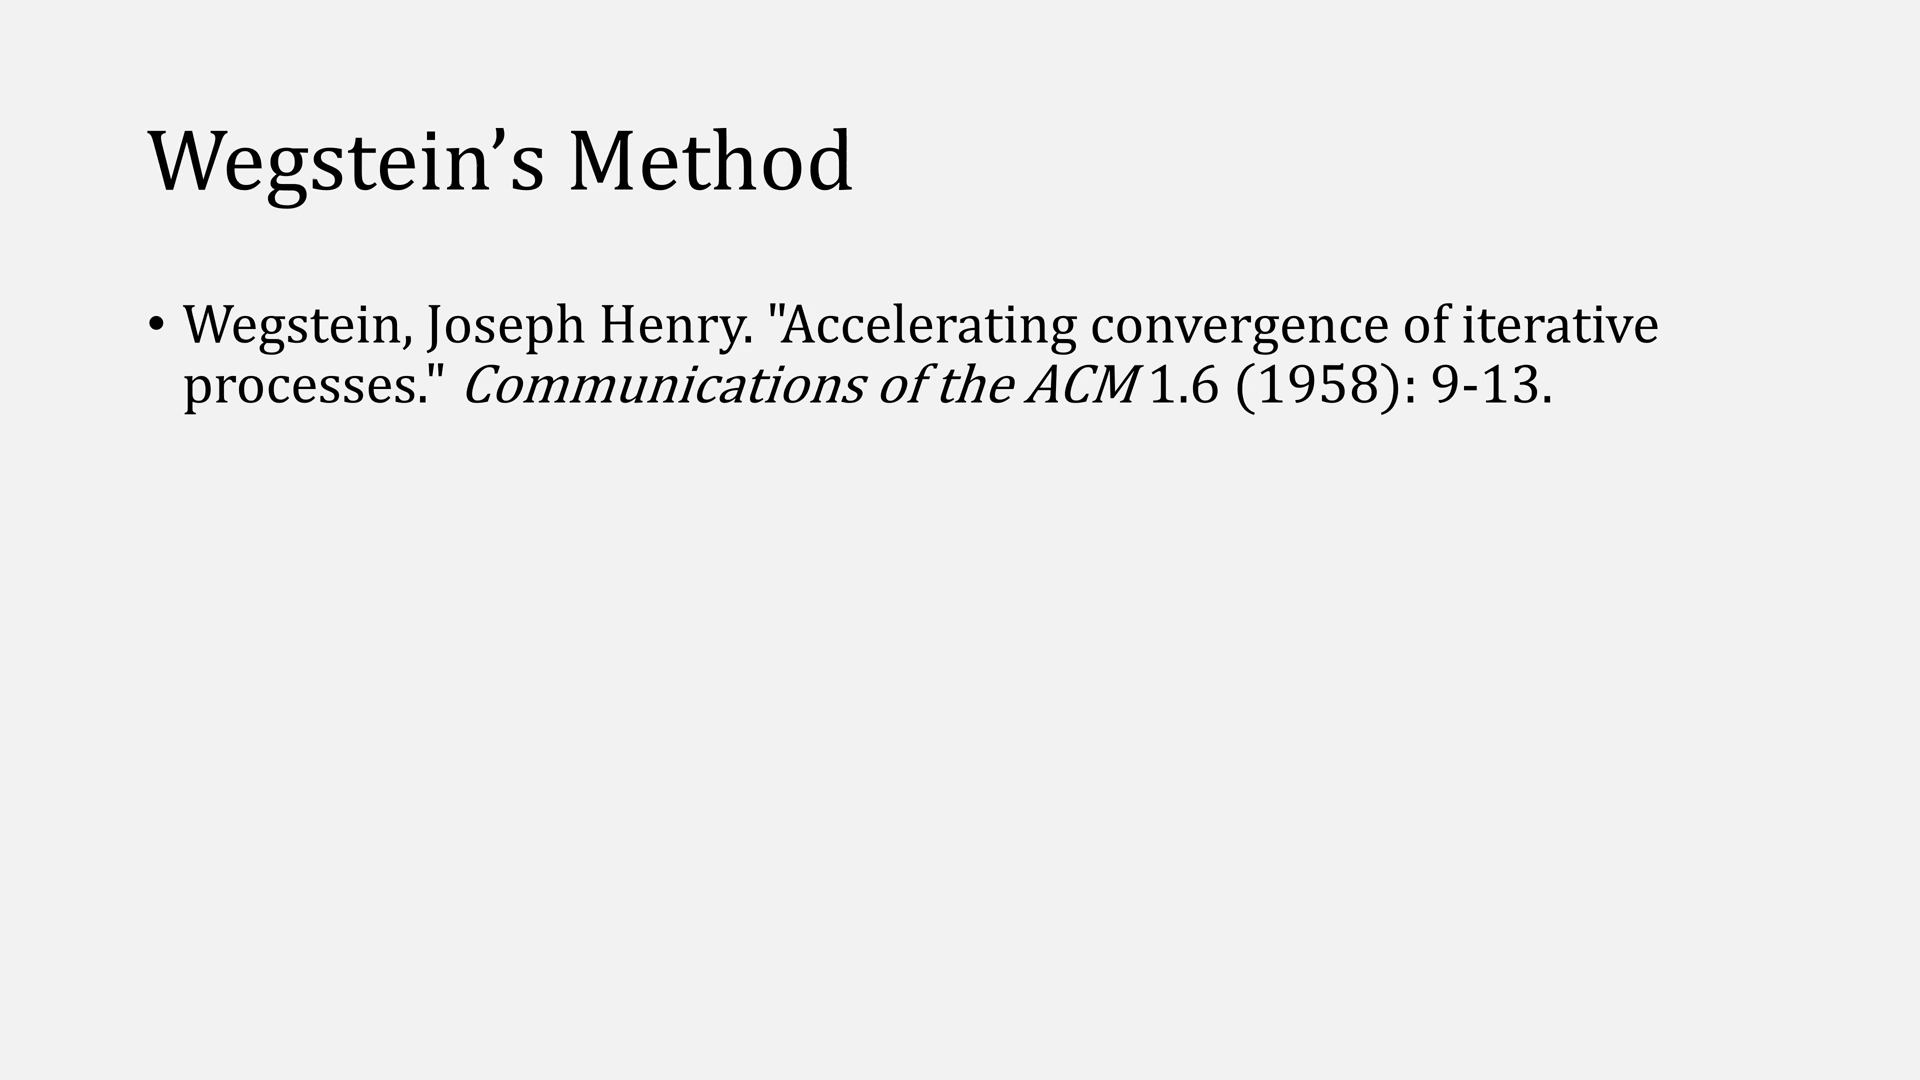 Wegstein’s Method
• Wegstein, Joseph Henry. "Accelerating convergence of iterative
processes." Communications of the ACM 1.6 (1958): 9-13.